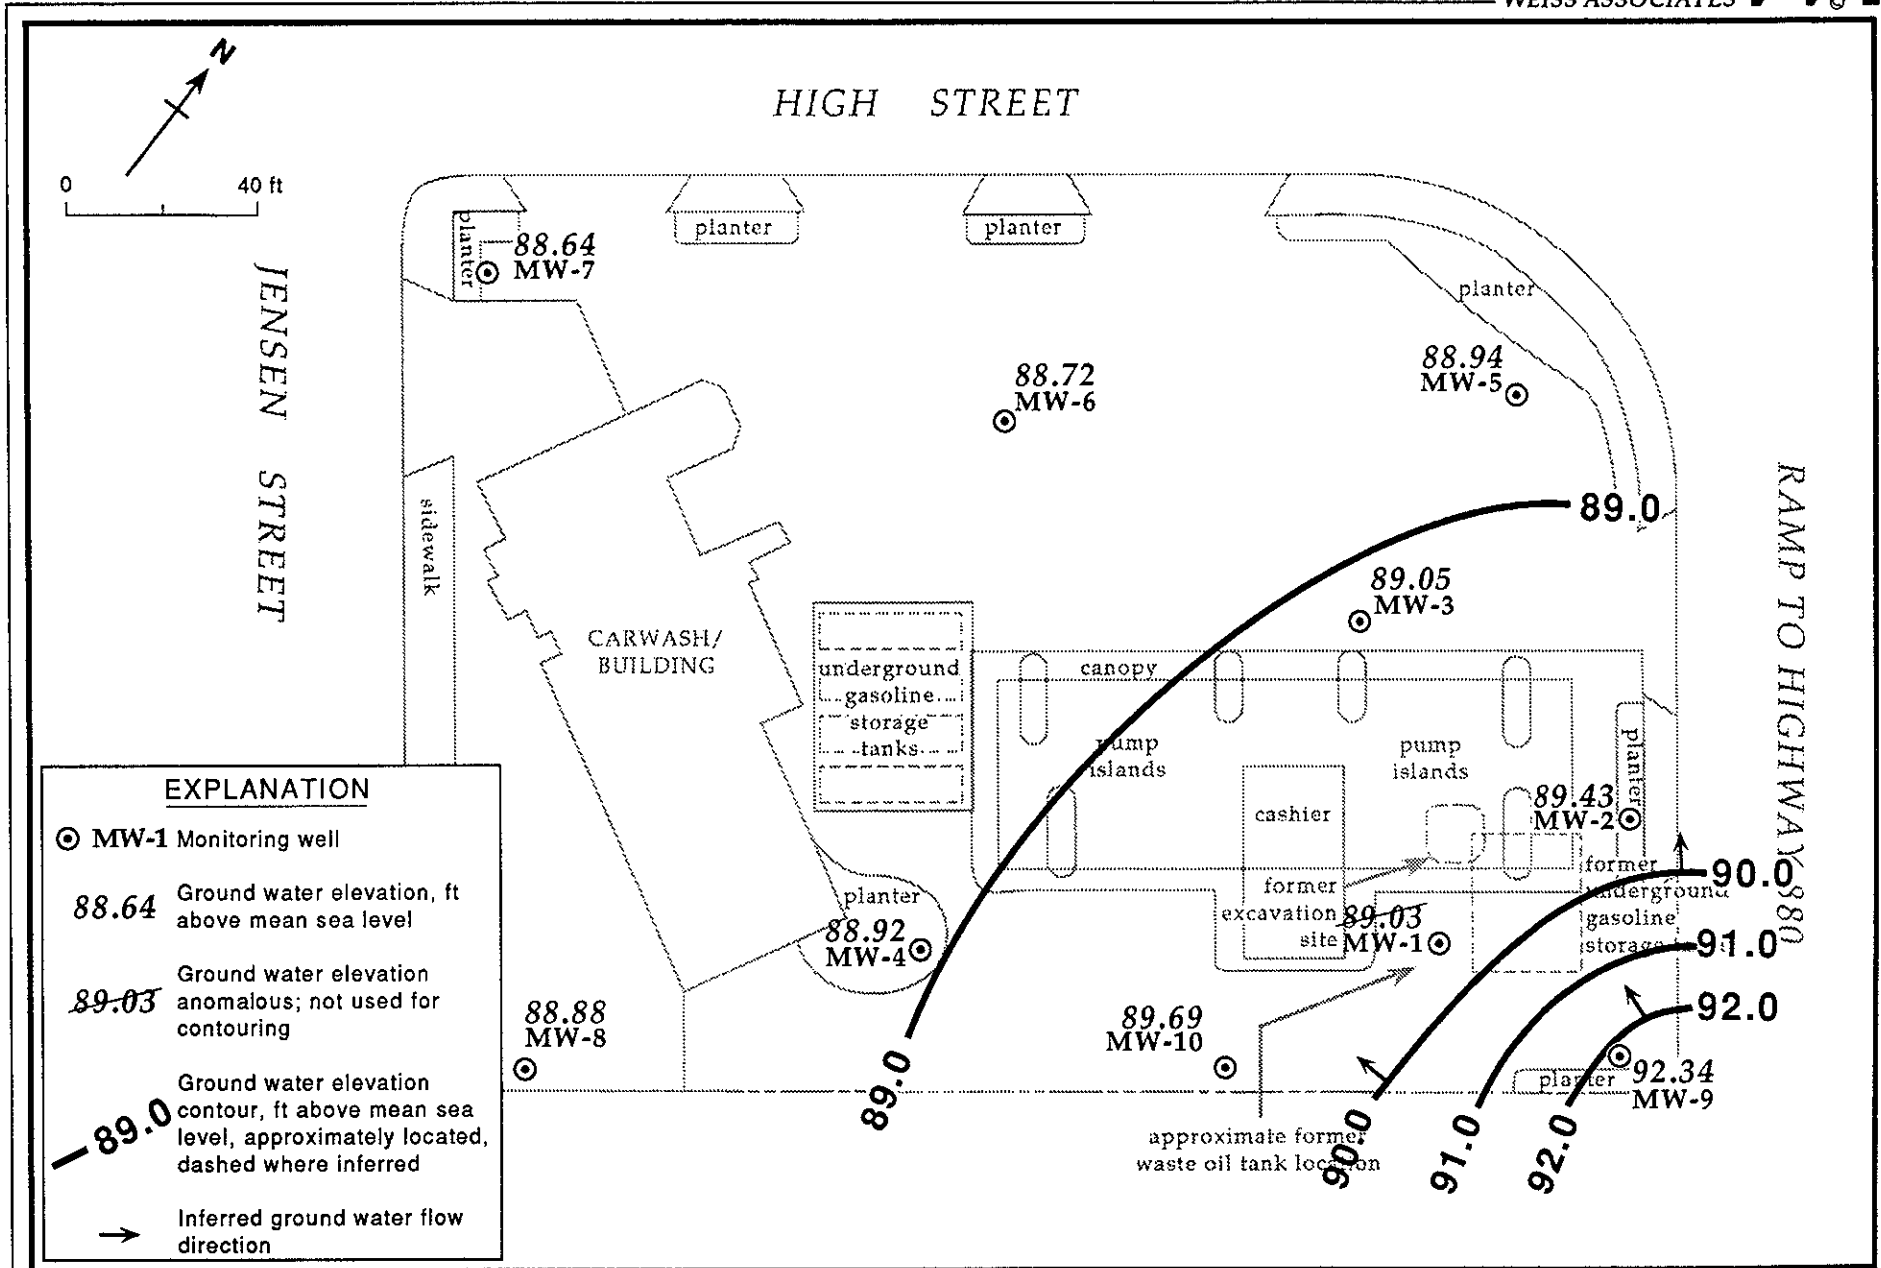 WEISS ASSOCIATES
N
0 40 ft
HIGH STREET
JENSEN STREET
RAMP TO HIGHWAY 880
planter
88.64
MW-7
planter
planter
planter
88.72
MW-6
88.94
MW-5
sidewalk
89.0
89.05
MW-3
CARWASH/
BUILDING
underground
gasoline
storage
tanks
canopy
pump
islands
pump
islands
planter
cashier
89.43
MW-2
former
excavation
site
former
underground
gasoline
storage
90.0
planter
88.92
MW-4
89.03
MW-1
91.0
92.0
88.88
MW-8
89.69
MW-10
planter
92.34
MW-9
89.0
90.0
91.0
92.0
approximate former
waste oil tank location
EXPLANATION
MW-1 Monitoring well
88.64 Ground water elevation, ft
above mean sea level
89.03 Ground water elevation
anomalous; not used for
contouring
89.0 Ground water elevation
contour, ft above mean sea
level, approximately located,
dashed where inferred
Inferred ground water flow
direction